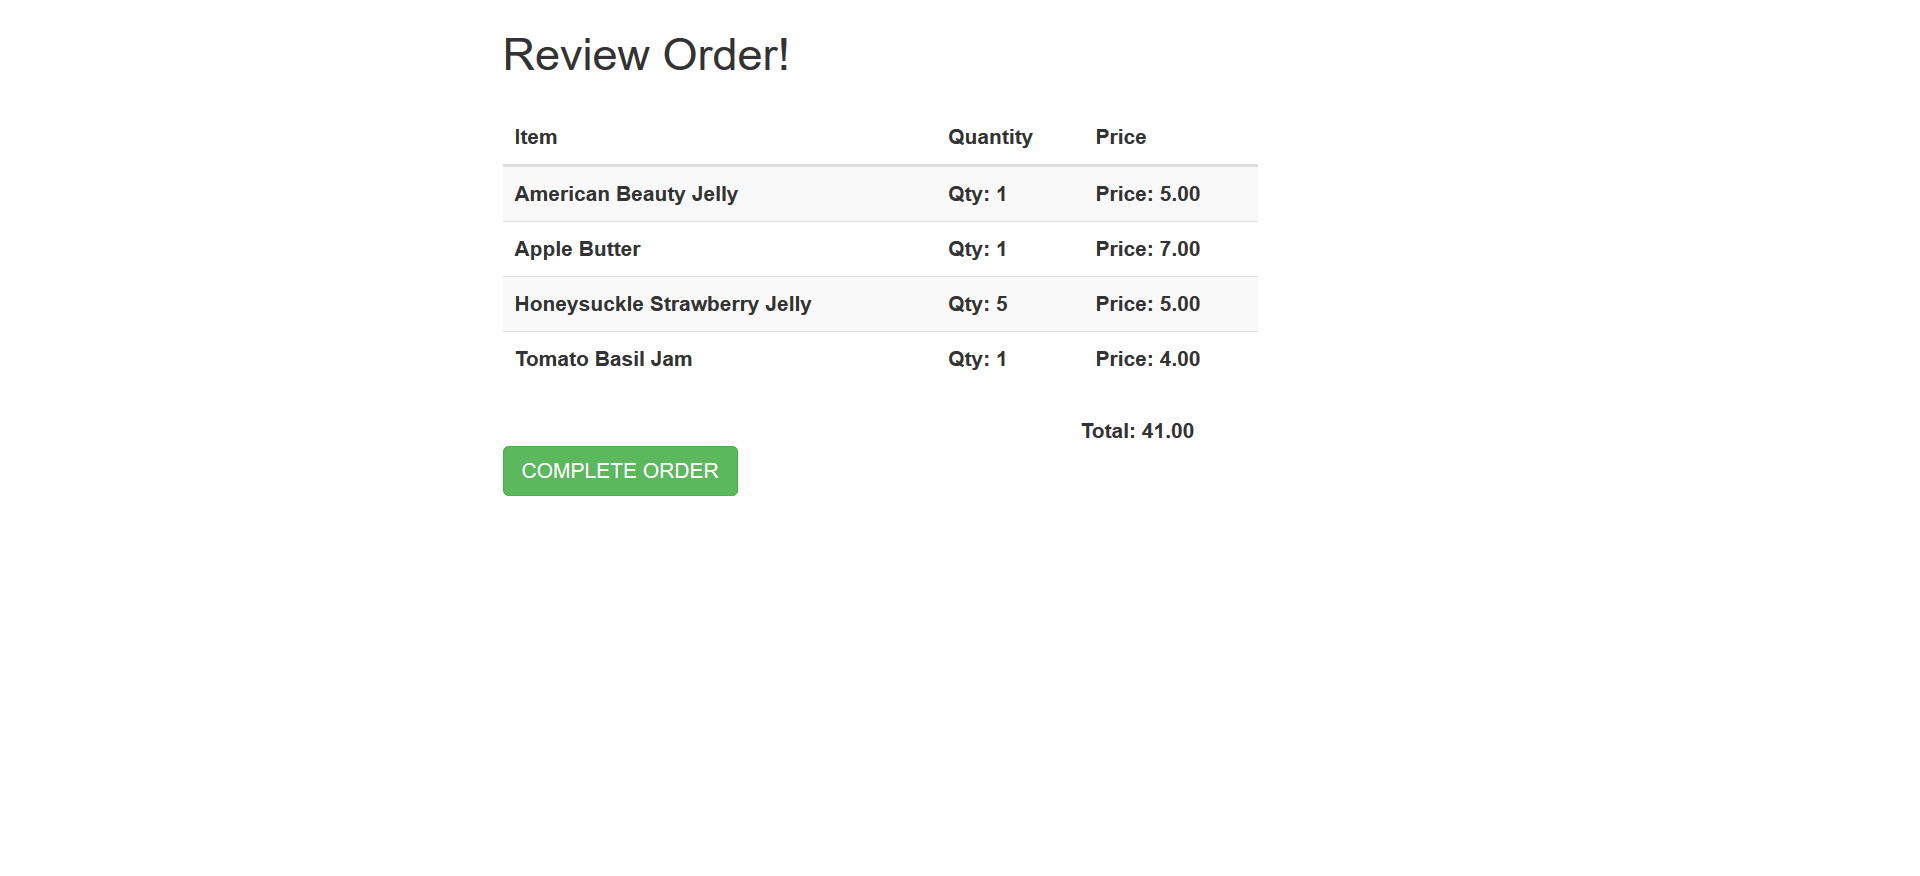 Review Order!
Item Quantity Price
American Beauty Jelly Qty: 1 Price: 5.00
Apple Butter Qty: 1 Price: 7.00
Honeysuckle Strawberry Jelly Qty: 5 Price: 5.00
Tomato Basil Jam Qty: 1 Price: 4.00
Total: 41.00
COMPLETE ORDER